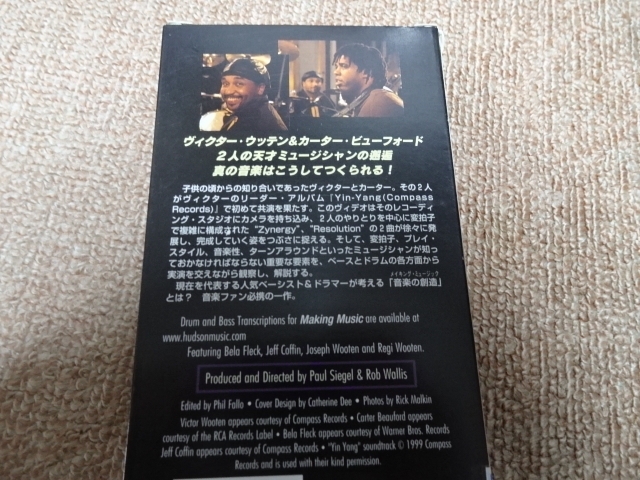 ヴィクター・ウッテン&カーター・ビューフォード
2人の天才ミュージシャンの邂逅
真の音楽はこうしてつくられる!
子供の頃からの知り合いであったヴィクターとカーター。その2人
がヴィクターのリーダー・アルバム「Yin-Yang(Compass
Records)」で初めて共演を果たす。このヴィデオはそのレコーディ
ング・スタジオにカメラを持ち込み、2人のやりとりを中心に変拍子
で複雑に構成された "Zynergy"、"Resolution" の2曲が徐々に発
展し、完成していく姿をつぶさに捉える。そして、変拍子、プレイ・
スタイル、音楽性、ターンアラウンドといったミュージシャンが知っ
ておかなければならない重要な要素を、ベースとドラムの各方面から
実演を交えながら観察し、解説する。
メイキング・ミュージック
現在を代表する人気ベーシスト&ドラマーが考える「音楽の創造」
とは? 音楽ファン必携の一作。
Drum and Bass Transcriptions for Making Music are available at
www.hudsonmusic.com
Featuring Bela Fleck, Jeff Coffin, Joseph Wooten and Regi Wooten.
Produced and Directed by Paul Siegel & Rob Wallis
Edited by Phil Fallo • Cover Design by Catherine Dee • Photos by Rick Malkin
Victor Wooten appears courtesy of Compass Records • Carter Beauford appears
courtesy of the RCA Records Label • Bela Fleck appears courtesy of Warner Bros. Records
Jeff Coffin appears courtesy of Compass Records • "Yin Yang" soundtrack © 1999 Compass
Records and is used with their kind permission.